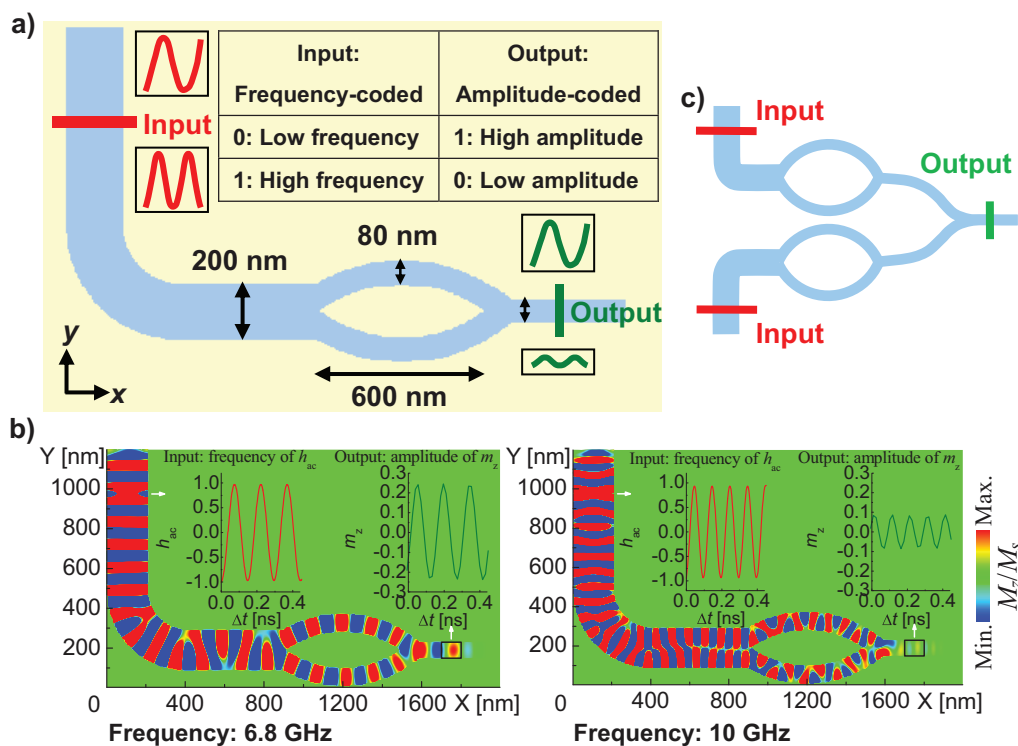 a)
Input:
Frequency-coded
Output:
Amplitude-coded
0: Low frequency
1: High amplitude
1: High frequency
0: Low amplitude
Input
200 nm
80 nm
600 nm
Output
y
x
c)
Input
Output
Input
b)
Y [nm]
1000
800
600
400
200
0
400
800
1200
1600 X [nm]
Input: frequency of h_ac
1.0
0.5
0.0
-0.5
-1.0
h_ac
0.0 0.2 0.4
Δt [ns]
Output: amplitude of m_z
0.3
0.2
0.1
0.0
-0.1
-0.2
-0.3
m_z
0.0 0.2 0.4
Δt [ns]
Frequency: 6.8 GHz
Y [nm]
1000
800
600
400
200
0
400
800
1200
1600 X [nm]
Input: frequency of h_ac
1.0
0.5
0.0
-0.5
-1.0
h_ac
0.0 0.2 0.4
Δt [ns]
Output: amplitude of m_z
0.3
0.2
0.1
0.0
-0.1
-0.2
-0.3
m_z
0.0 0.2 0.4
Δt [ns]
Frequency: 10 GHz
Min. Max.
M_z/M_s